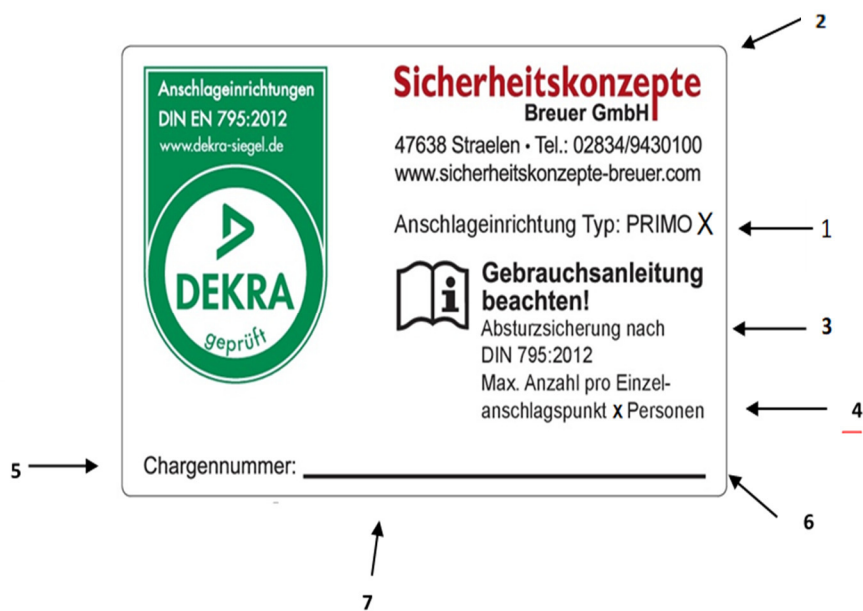 2
Anschlageinrichtungen
DIN EN 795:2012
www.dekra-siegel.de
DEKRA
geprüft
Sicherheitskonzepte
Breuer GmbH
47638 Straelen • Tel.: 02834/9430100
www.sicherheitskonzepte-breuer.com
Anschlageinrichtung Typ: PRIMO X
1
Gebrauchsanleitung
beachten!
Absturzsicherung nach
DIN 795:2012
Max. Anzahl pro Einzel-
anschlagspunkt x Personen
3
4
5
Chargennummer:
6
7